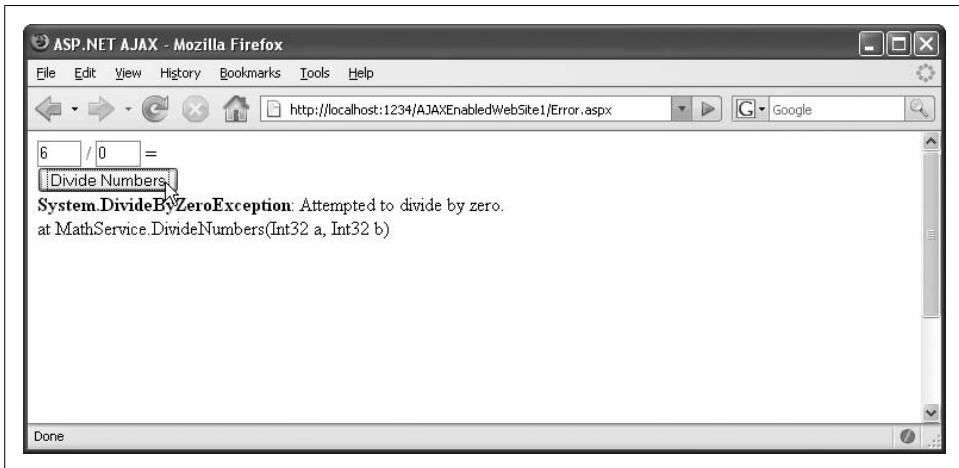 ASP.NET AJAX - Mozilla Firefox
File Edit View History Bookmarks Tools Help
http://localhost:1234/AJAXEnabledWebSite1/Error.aspx G Google
6 / 0 =
Divide Numbers
System.DivideByZeroException: Attempted to divide by zero.
at MathService.DivideNumbers(Int32 a, Int32 b)
Done